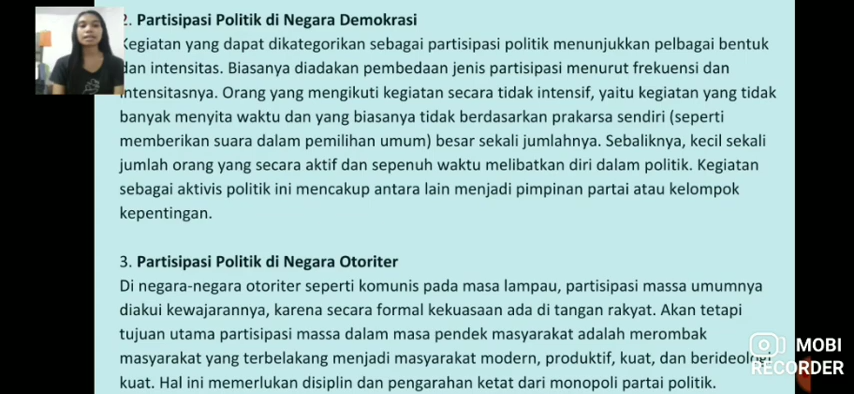 2. Partisipasi Politik di Negara Demokrasi
Kegiatan yang dapat dikategorikan sebagai partisipasi politik menunjukkan pelbagai bentuk
dan intensitas. Biasanya diadakan pembedaan jenis partisipasi menurut frekuensi dan
intensitasnya. Orang yang mengikuti kegiatan secara tidak intensif, yaitu kegiatan yang tidak
banyak menyita waktu dan yang biasanya tidak berdasarkan prakarsa sendiri (seperti
memberikan suara dalam pemilihan umum) besar sekali jumlahnya. Sebaliknya, kecil sekali
jumlah orang yang secara aktif dan sepenuh waktu melibatkan diri dalam politik. Kegiatan
sebagai aktivis politik ini mencakup antara lain menjadi pimpinan partai atau kelompok
kepentingan.
3. Partisipasi Politik di Negara Otoriter
Di negara-negara otoriter seperti komunis pada masa lampau, partisipasi massa umumnya
diakui kewajarannya, karena secara formal kekuasaan ada di tangan rakyat. Akan tetapi
tujuan utama partisipasi massa dalam masa pendek masyarakat adalah merombak
masyarakat yang terbelakang menjadi masyarakat modern, produktif, kuat, dan berideologi
kuat. Hal ini memerlukan disiplin dan pengarahan ketat dari monopoli partai politik.
MOBI
RECORDER